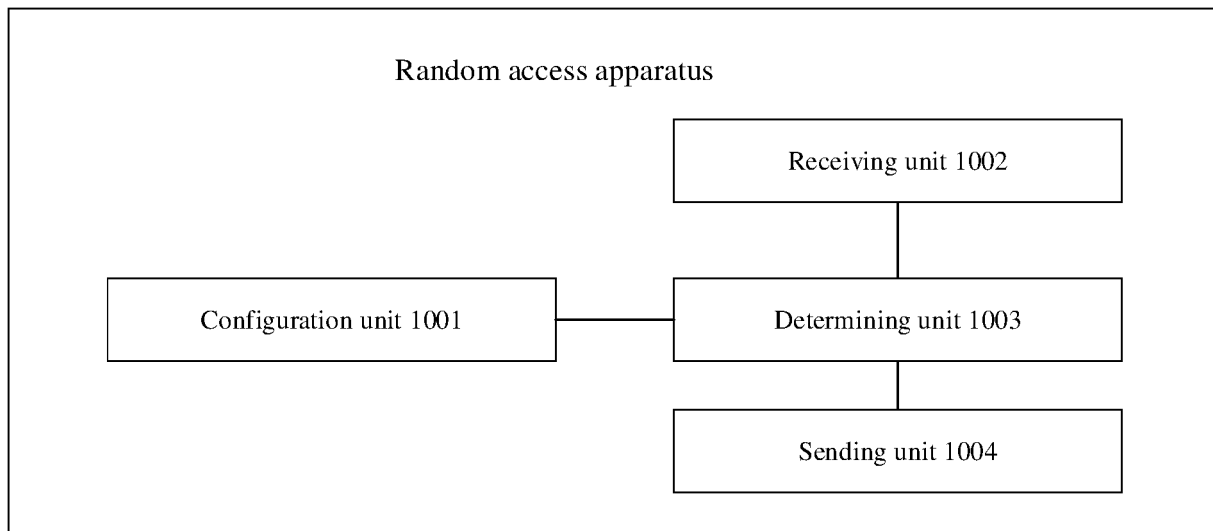 Random access apparatus
Receiving unit 1002
Configuration unit 1001
Determining unit 1003
Sending unit 1004